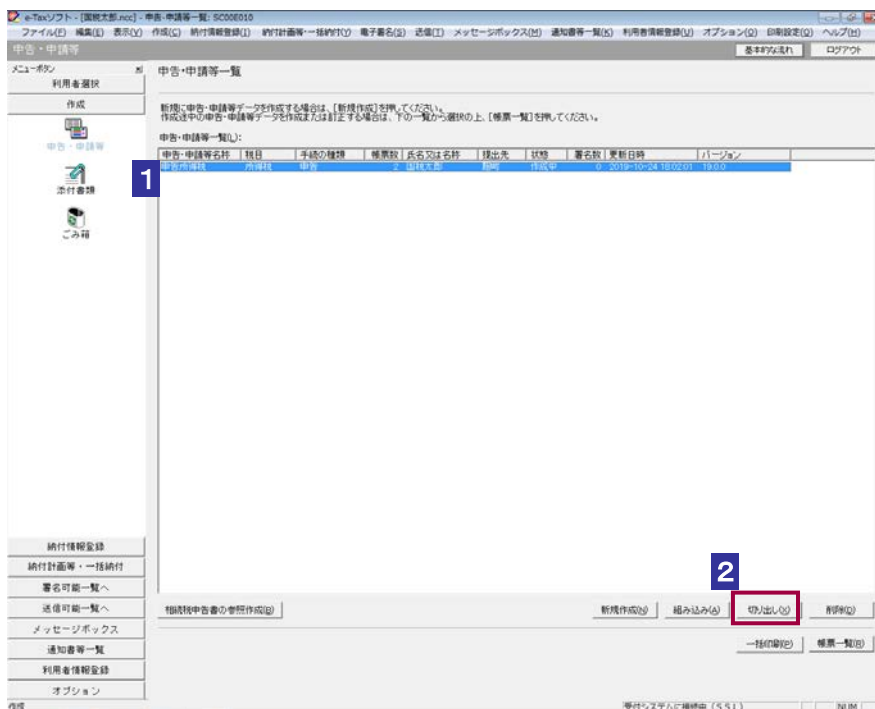 e-Taxソフト - [国税太郎.ncc] - 申告・申請等一覧: SC00E010
ファイル(F) 編集(E) 表示(V) 作成(C) 納付情報登録(I) 納付計画等・一括納付(Y) 電子署名(S) 送信(T) メッセージボックス(M) 通知書等一覧(K) 利用者情報登録(U) オプション(O) 印刷設定(O) ヘルプ(H)
申告・申請等 基本的な流れ ログアウト
メニューボタン
利用者選択
作成
申告・申請等
添付書類
ごみ箱
申告・申請等一覧
新規に申告・申請等データを作成する場合は、[新規作成]を押してください。
作成途中の申告・申請等データを作成または訂正する場合は、下の一覧から選択の上、[帳票一覧]を押してください。
申告・申請等一覧(L):
申告・申請等名称 税目 手続の種類 帳票数 氏名又は名称 提出先 状態 署名数 更新日時 バージョン
1
申告所得税 所得税 申告 2 国税太郎 麹町 作成中 0 2019-10-24 16:02:01 19.0.0
2
相続税申告書の参照作成(B) 新規作成(N) 組み込み(A) 切り出し(X) 削除(D)
一括印刷(P) 帳票一覧(R)
納付情報登録
納付計画等・一括納付
署名可能一覧へ
送信可能一覧へ
メッセージボックス
通知書等一覧
利用者情報登録
オプション
作成 受付システムに接続中 (SSL) NUM